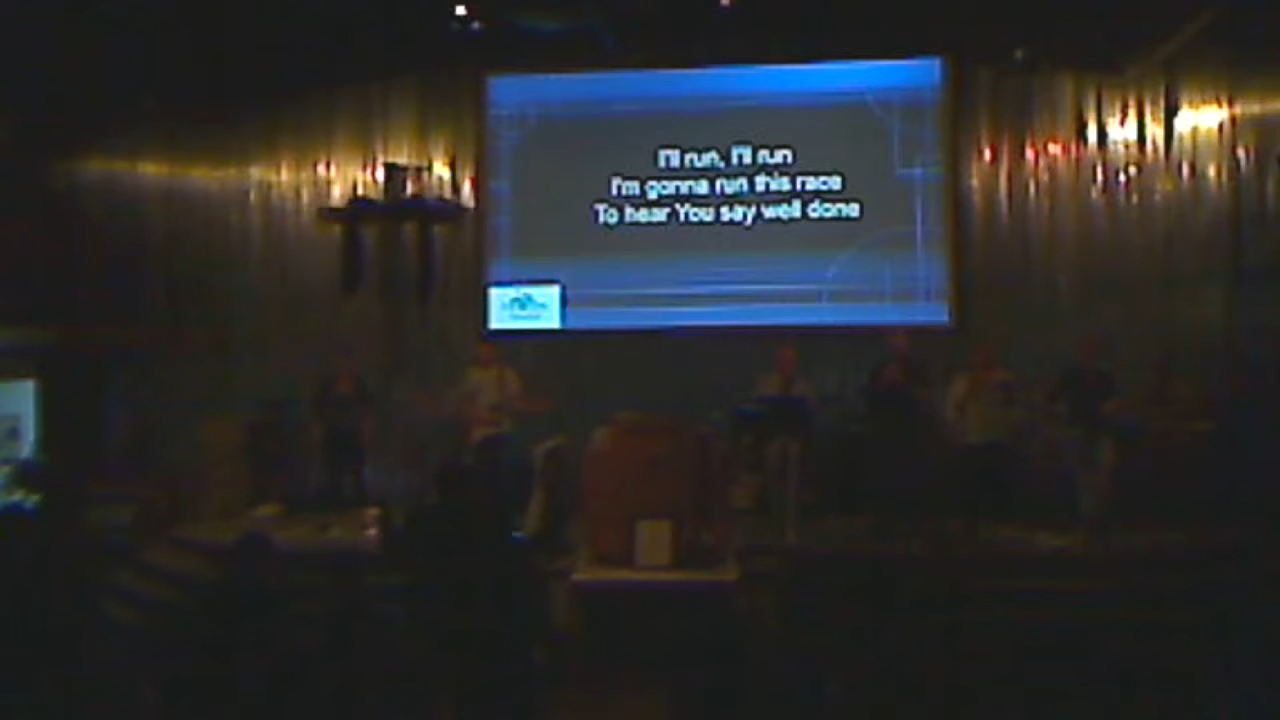 I'll run, I'll run
I'm gonna run this race
To hear You say well done